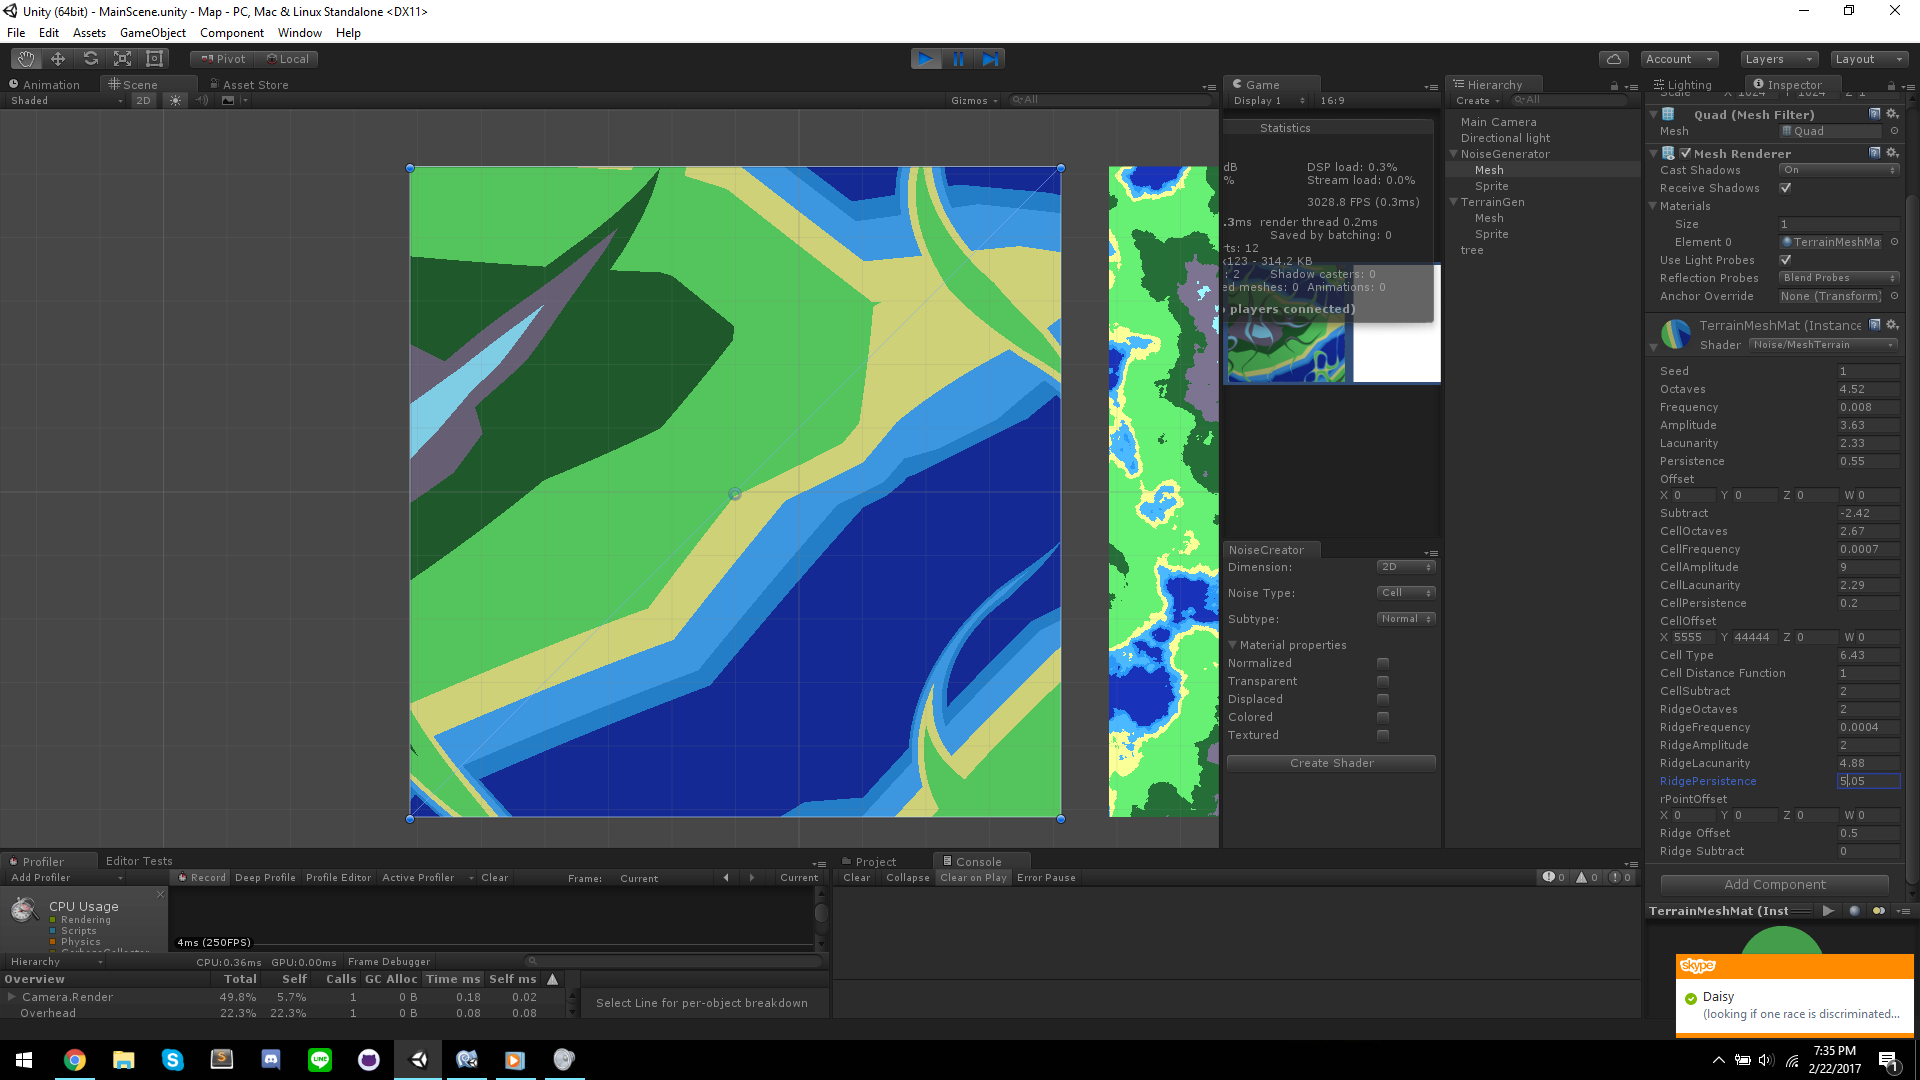 Unity (64bit) - MainScene.unity - Map - PC, Mac & Linux Standalone <DX11>
File Edit Assets GameObject Component Window Help
Pivot Local
Account Layers Layout
Animation Scene Asset Store
Shaded 2D Gizmos All
Game
Display 1 16:9
Statistics
dB DSP load: 0.3%
% Stream load: 0.0%
3028.8 FPS (0.3ms)
.3ms render thread 0.2ms
Saved by batching: 0
rts: 12
x123 - 314.2 KB
: 2 Shadow casters: 0
ed meshes: 0 Animations: 0
players connected)
NoiseCreator
Dimension: 2D
Noise Type: Cell
Subtype: Normal
Material properties
Normalized
Transparent
Displaced
Colored
Textured
Create Shader
Hierarchy
Create All
Main Camera
Directional light
NoiseGenerator
Mesh
Sprite
TerrainGen
Mesh
Sprite
tree
Lighting Inspector
Scale X 1024 Y 1024 Z 1
Quad (Mesh Filter)
Mesh Quad
Mesh Renderer
Cast Shadows On
Receive Shadows
Materials
Size 1
Element 0 TerrainMeshMa
Use Light Probes
Reflection Probes Blend Probes
Anchor Override None (Transform)
TerrainMeshMat (Instance
Shader Noise/MeshTerrain
Seed 1
Octaves 4.52
Frequency 0.008
Amplitude 3.63
Lacunarity 2.33
Persistence 0.55
Offset
X 0 Y 0 Z 0 W 0
Subtract -2.42
CellOctaves 2.67
CellFrequency 0.0007
CellAmplitude 9
CellLacunarity 2.29
CellPersistence 0.2
CellOffset
X 5555 Y 44444 Z 0 W 0
Cell Type 6.43
Cell Distance Function 1
CellSubtract 2
RidgeOctaves 2
RidgeFrequency 0.0004
RidgeAmplitude 2
RidgeLacunarity 4.88
RidgePersistence 5.05
rPointOffset
X 0 Y 0 Z 0 W 0
Ridge Offset 0.5
Ridge Subtract 0
Add Component
TerrainMeshMat (Inst
Profiler Editor Tests
Add Profiler Record Deep Profile Profile Editor Active Profiler Clear Frame: Current Current
CPU Usage
Rendering
Scripts
Physics
GarbageCollector
4ms (250FPS)
Hierarchy CPU:0.36ms GPU:0.00ms Frame Debugger
Overview Total Self Calls GC Alloc Time ms Self ms
Camera.Render 49.8% 5.7% 1 0 B 0.18 0.02
Overhead 22.3% 22.3% 1 0 B 0.08 0.08
Select Line for per-object breakdown
Project Console
Clear Collapse Clear on Play Error Pause 0 0 0
skype
Daisy
(looking if one race is discriminated...
7:35 PM
2/22/2017
1